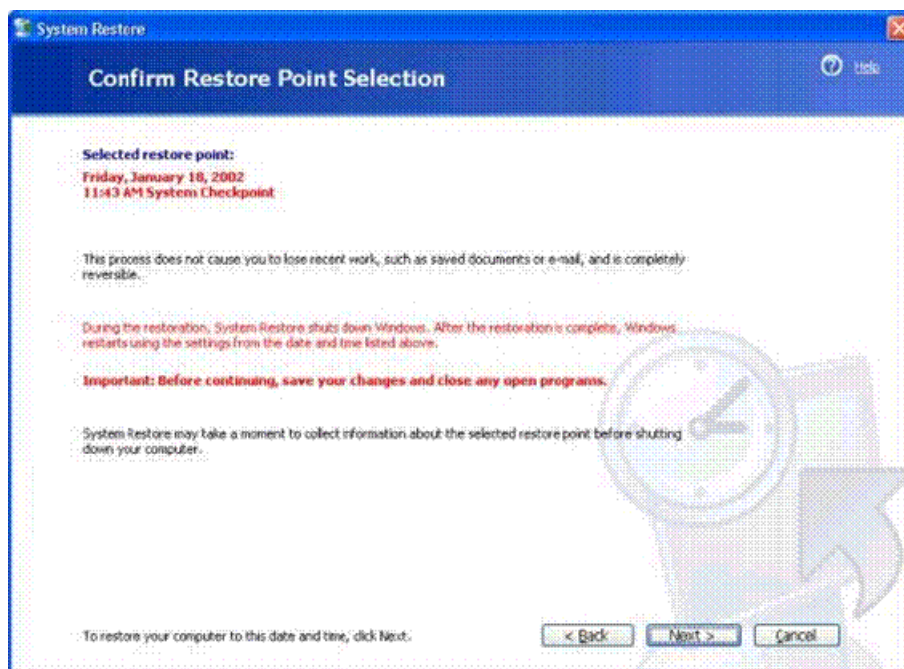 System Restore
Confirm Restore Point Selection
Help
Selected restore point:
Friday, January 18, 2002
11:43 AM System Checkpoint
This process does not cause you to lose recent work, such as saved documents or e-mail, and is completely
reversible.
During the restoration, System Restore shuts down Windows. After the restoration is complete, Windows
restarts using the settings from the date and time listed above.
Important: Before continuing, save your changes and close any open programs.
System Restore may take a moment to collect information about the selected restore point before shutting
down your computer.
To restore your computer to this date and time, click Next.
< Back
Next >
Cancel